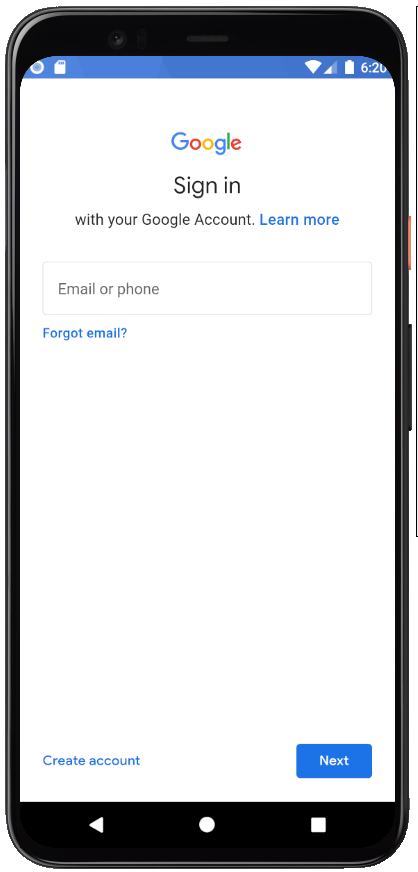 6:20
Google
Sign in
with your Google Account. Learn more
Email or phone
Forgot email?
Create account
Next